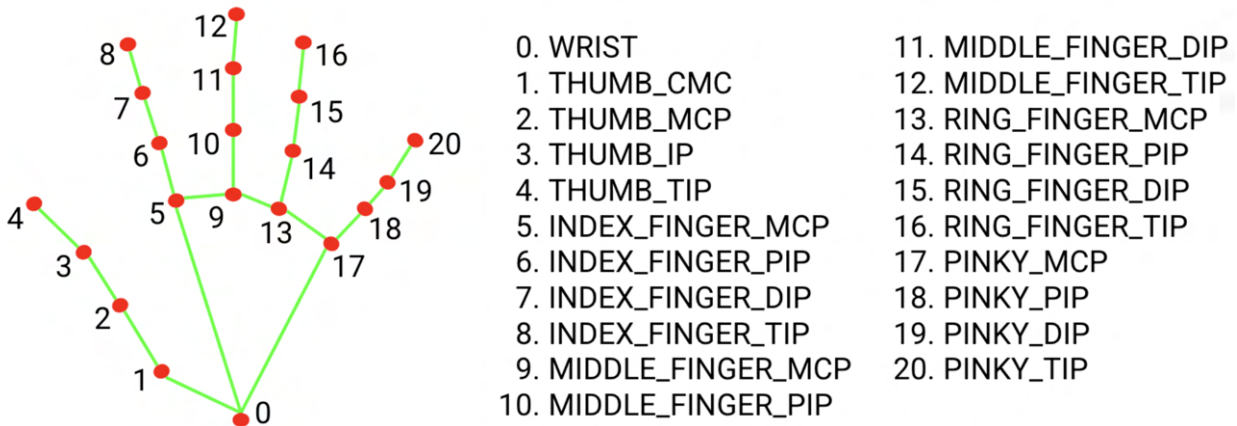 12
8
16
11
7
15
10
6
20
14
19
4
5
9
18
13
3
17
2
1
0
0. WRIST
1. THUMB_CMC
2. THUMB_MCP
3. THUMB_IP
4. THUMB_TIP
5. INDEX_FINGER_MCP
6. INDEX_FINGER_PIP
7. INDEX_FINGER_DIP
8. INDEX_FINGER_TIP
9. MIDDLE_FINGER_MCP
10. MIDDLE_FINGER_PIP
11. MIDDLE_FINGER_DIP
12. MIDDLE_FINGER_TIP
13. RING_FINGER_MCP
14. RING_FINGER_PIP
15. RING_FINGER_DIP
16. RING_FINGER_TIP
17. PINKY_MCP
18. PINKY_PIP
19. PINKY_DIP
20. PINKY_TIP